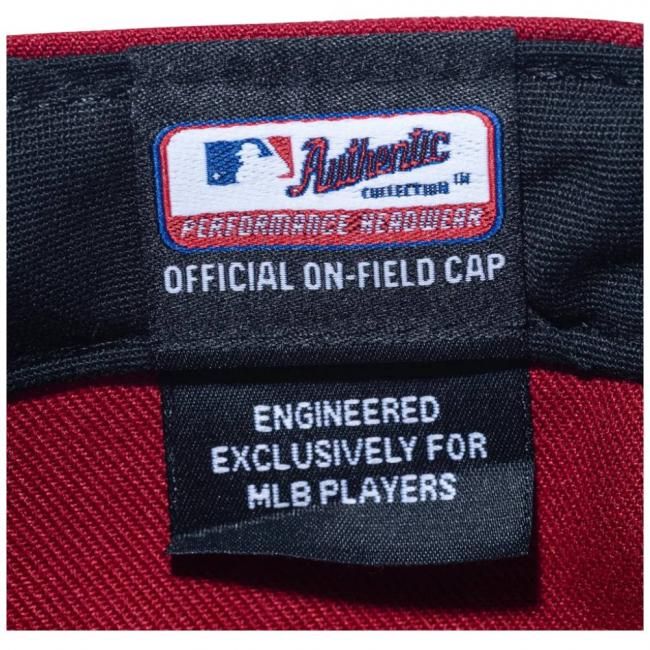 Authentic
COLLECTION TM
PERFORMANCE HEADWEAR
OFFICIAL ON-FIELD CAP
ENGINEERED
EXCLUSIVELY FOR
MLB PLAYERS